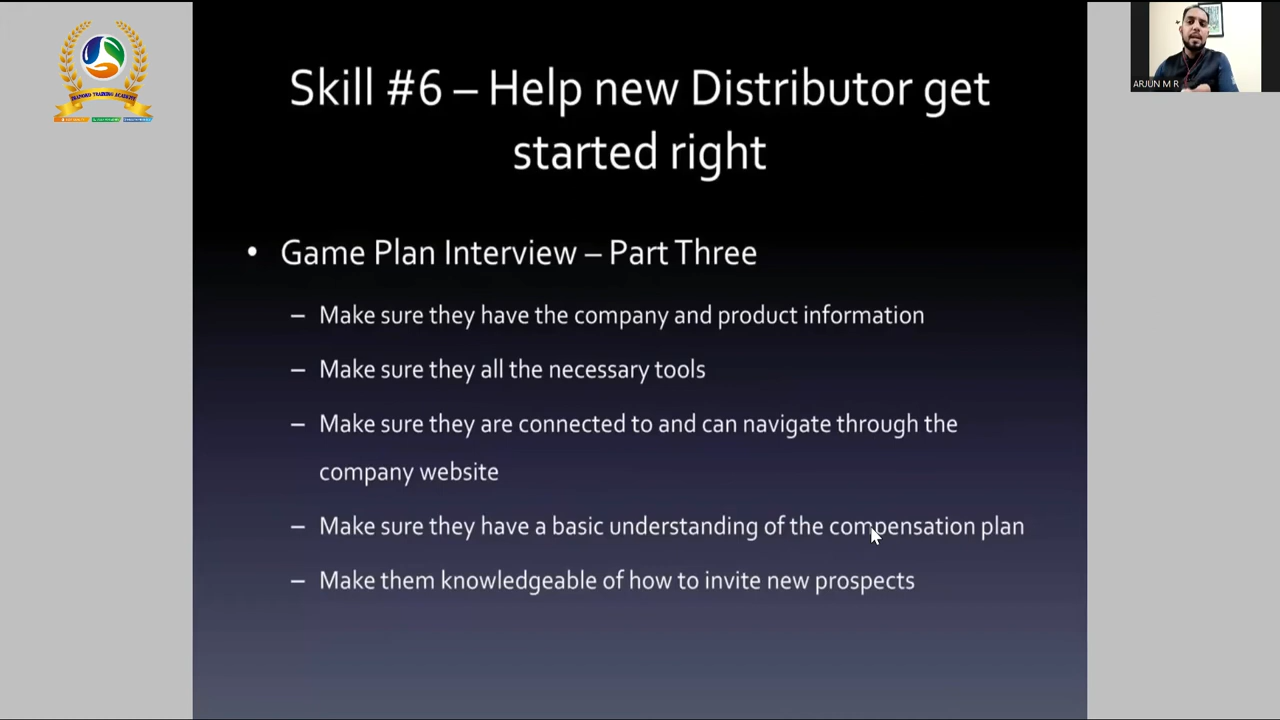 Skill #6 – Help new Distributor get
started right
• Game Plan Interview – Part Three
– Make sure they have the company and product information
– Make sure they all the necessary tools
– Make sure they are connected to and can navigate through the
company website
– Make sure they have a basic understanding of the compensation plan
– Make them knowledgeable of how to invite new prospects
ARJUN M R